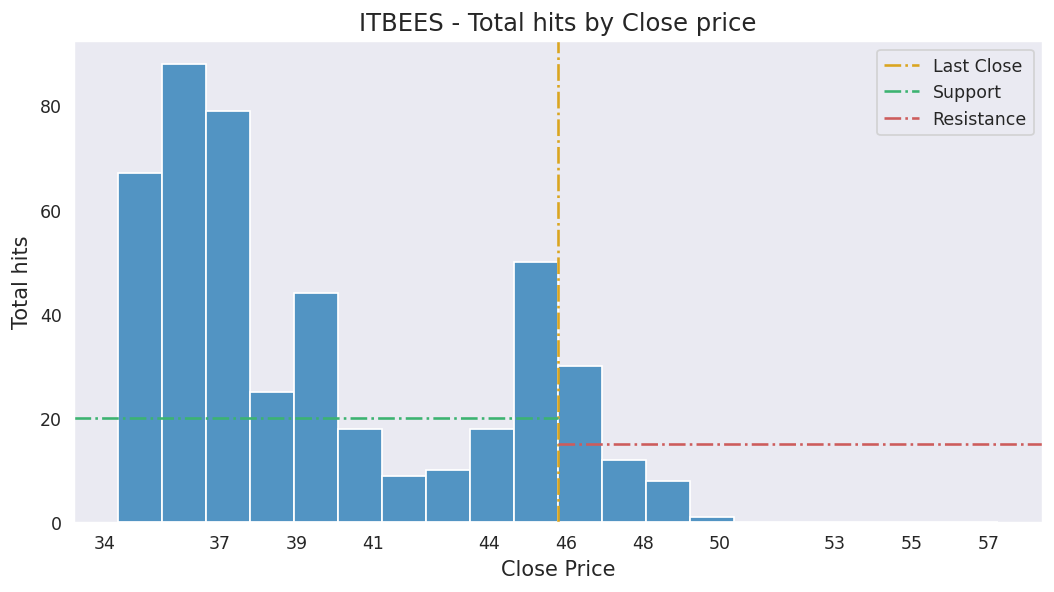 ITBEES - Total hits by Close price
Last Close
Support
Resistance
Total hits
80
60
40
20
0
34 37 39 41 44 46 48 50 53 55 57
Close Price